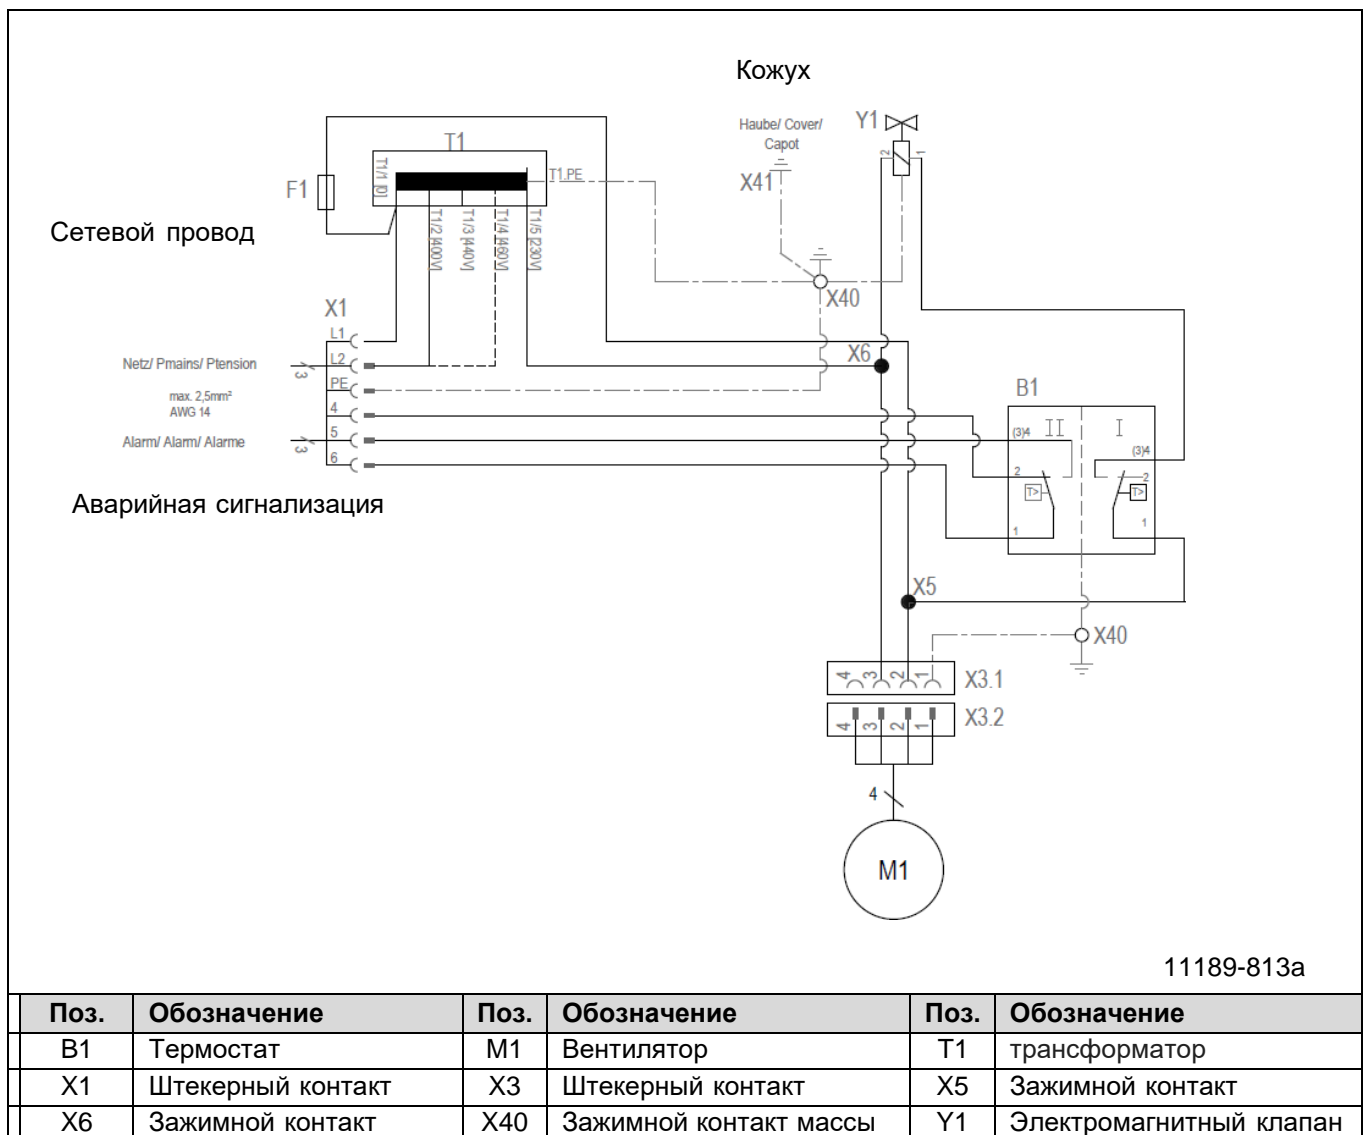 Кожух
Haube/ Cover/
Capot
Y1
2
1
T1
T1/1 [0]
T1.PE
X41
F1
T1/2 [400V]
T1/3 [440V]
T1/4 [460V]
T1/5 [230V]
Сетевой провод
X40
X1
L1
X6
Netz/ Pmains/ Ptension
3
L2
PE
B1
max. 2,5mm²
AWG 14
4
Alarm/ Alarm/ Alarme
3
5
(3)4
II
I
6
(3)4
2
2
T>
T>
Аварийная сигнализация
1
1
X5
X40
4
3
2
1
X3.1
4
3
2
1
X3.2
4
M1
11189-813a
Поз. Обозначение Поз. Обозначение Поз. Обозначение
B1 Термостат M1 Вентилятор T1 трансформатор
X1 Штекерный контакт X3 Штекерный контакт X5 Зажимной контакт
X6 Зажимной контакт X40 Зажимной контакт массы Y1 Электромагнитный клапан